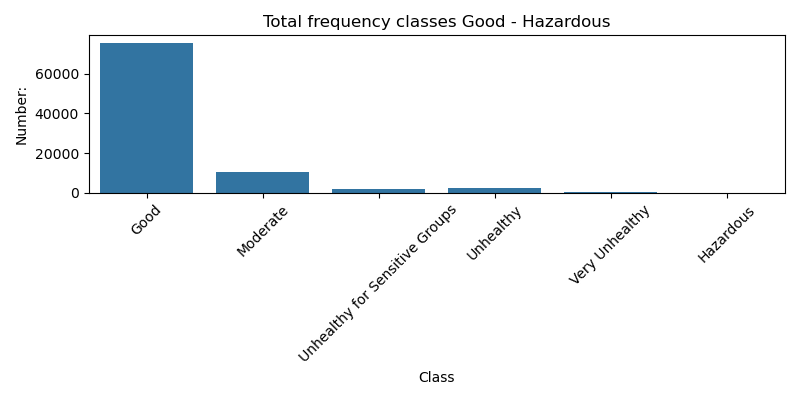 Total frequency classes Good - Hazardous
Number:
60000
40000
20000
0
Good
Moderate
Unhealthy for Sensitive Groups
Unhealthy
Very Unhealthy
Hazardous
Class